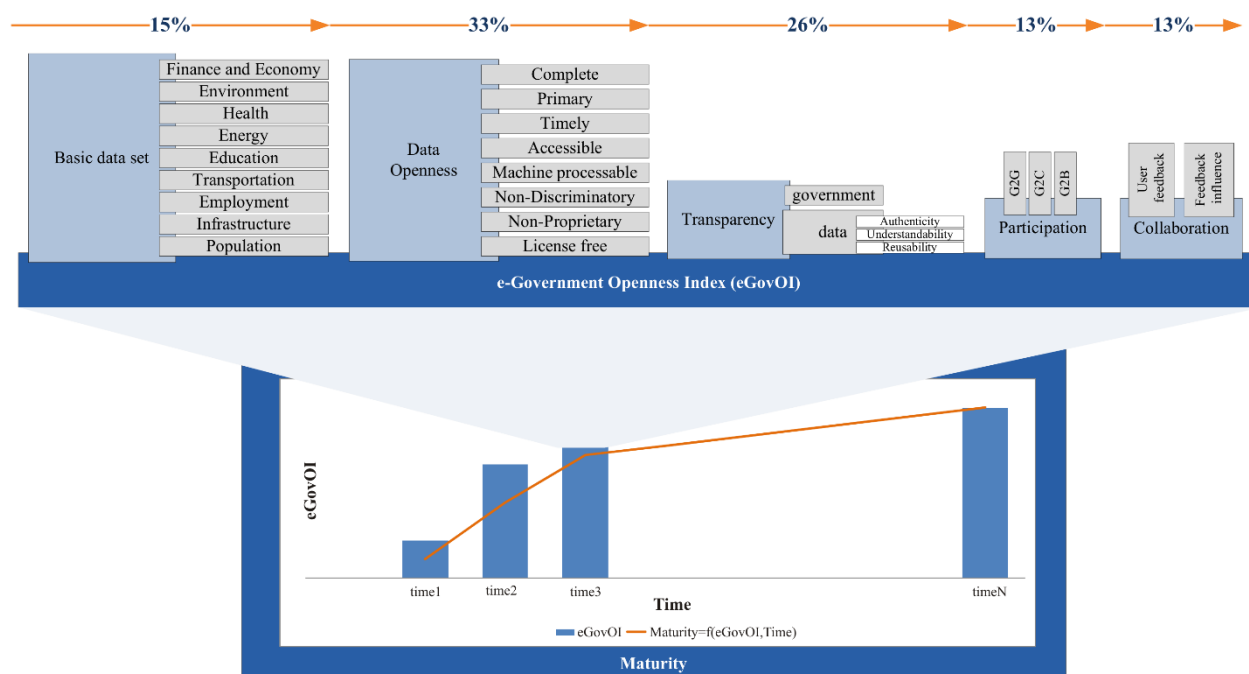 15%
33%
26%
13%
13%
Basic data set
Finance and Economy
Environment
Health
Energy
Education
Transportation
Employment
Infrastructure
Population
Data
Openness
Complete
Primary
Timely
Accessible
Machine processable
Non-Discriminatory
Non-Proprietary
License free
Transparency
government
data
Authenticity
Understandability
Reusability
G2G
G2C
G2B
Participation
User
feedback
Feedback
influence
Collaboration
e-Government Openness Index (eGovOI)
eGovOI
time1
time2
time3
timeN
Time
eGovOI
Maturity=f(eGovOI,Time)
Maturity